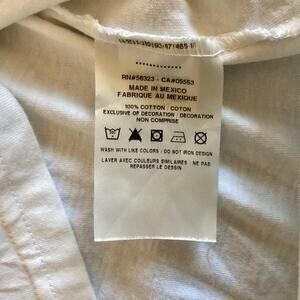 RN#56323 - CA#05553
MADE IN MEXICO
FABRIQUE AU MEXIQUE
100% COTTON / COTON
EXCLUSIVE OF DECORATION / DECORATION
NON COMPRISE
WASH WITH LIKE COLORS / DO NOT IRON DESIGN
LAVER AVEC COULEURS SIMILAIRES / NE PAS
REPASSER LE DESSIN